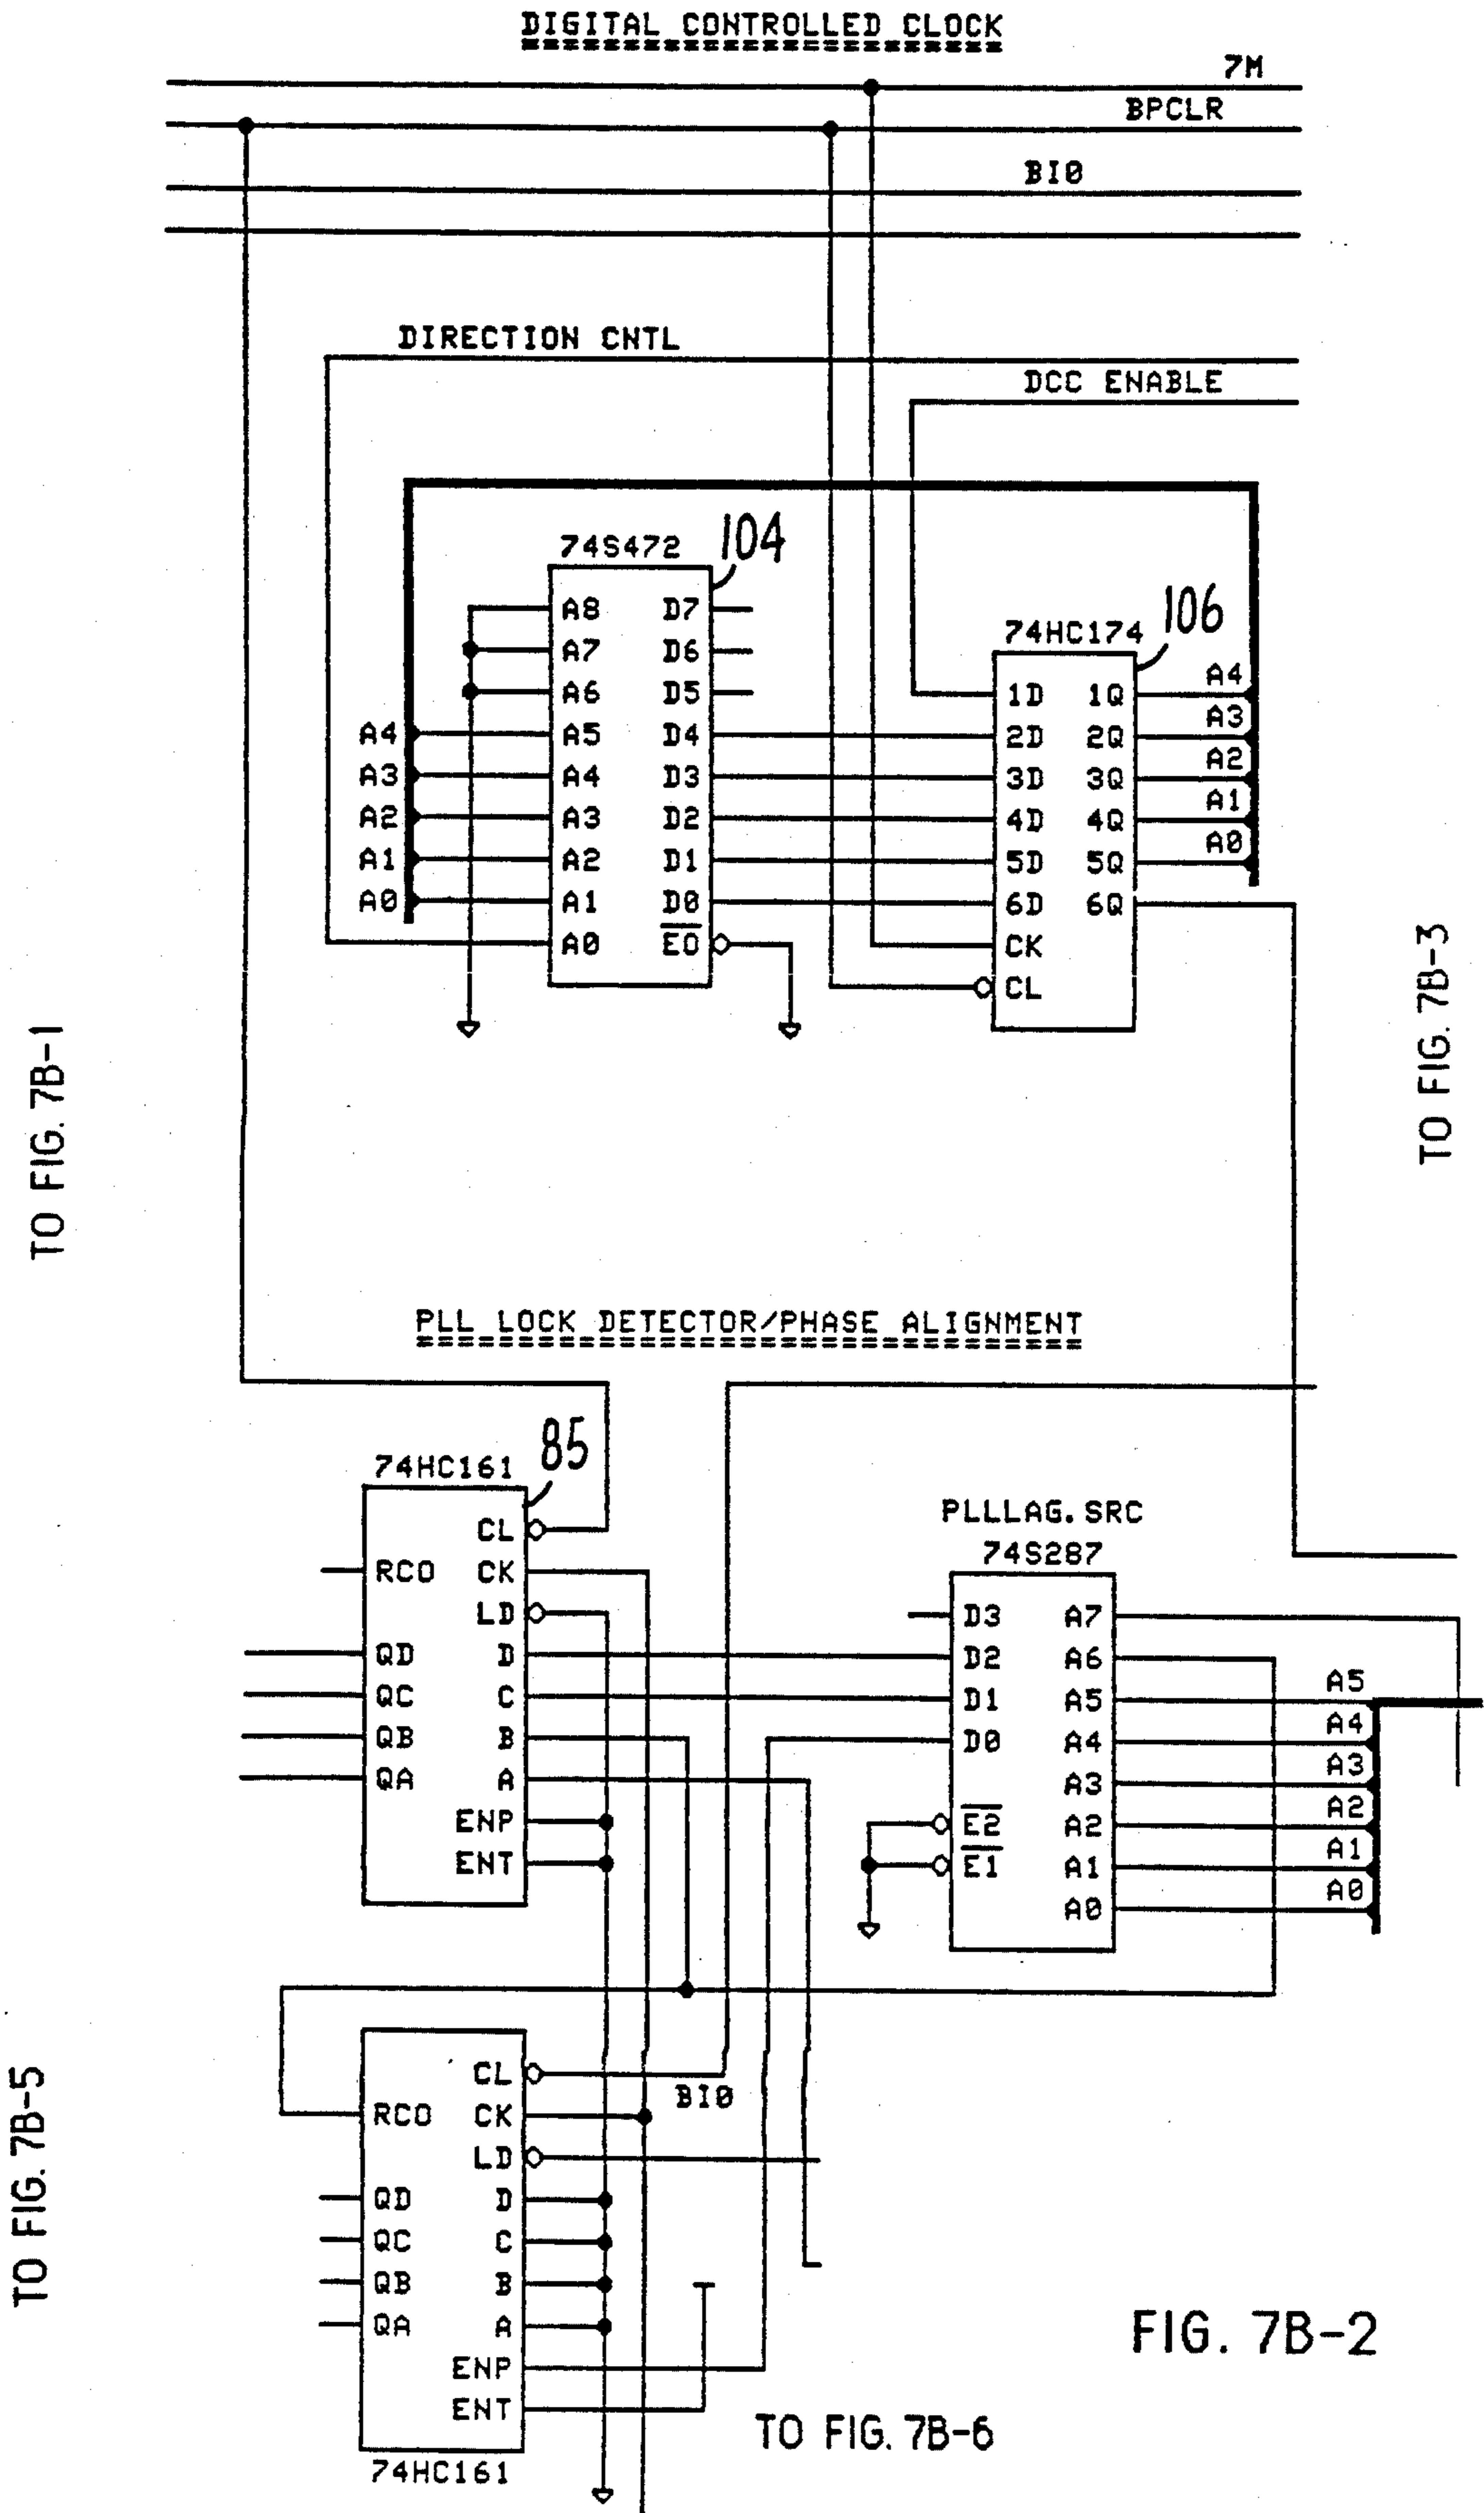 DIGITAL CONTROLLED CLOCK
7M
BPCLR
BI0
DIRECTION CNTL
DCC ENABLE
74S472
104
A8 D7
A7 D6
A6 D5
A4 A5 D4
A3 A4 D3
A2 A3 D2
A1 A2 D1
A0 A1 D0
A0 EO
74HC174
106
1D 1Q A4
2D 2Q A3
3D 3Q A2
4D 4Q A1
5D 5Q A0
6D 6Q
CK
CL
TO FIG. 7B-1
TO FIG. 7B-3
PLL LOCK DETECTOR/PHASE ALIGNMENT
74HC161
85
CL
RCO CK
LD
QD D
QC C
QB B
QA A
ENP
ENT
PLLLAG.SRC
74S287
D3 A7
D2 A6
D1 A5 A5
D0 A4 A4
A3 A3
E2 A2 A2
E1 A1 A1
A0 A0
CL
BI0
RCO CK
LD
QD D
QC C
QB B
QA A
ENP
ENT
74HC161
TO FIG. 7B-5
TO FIG. 7B-6
FIG. 7B-2